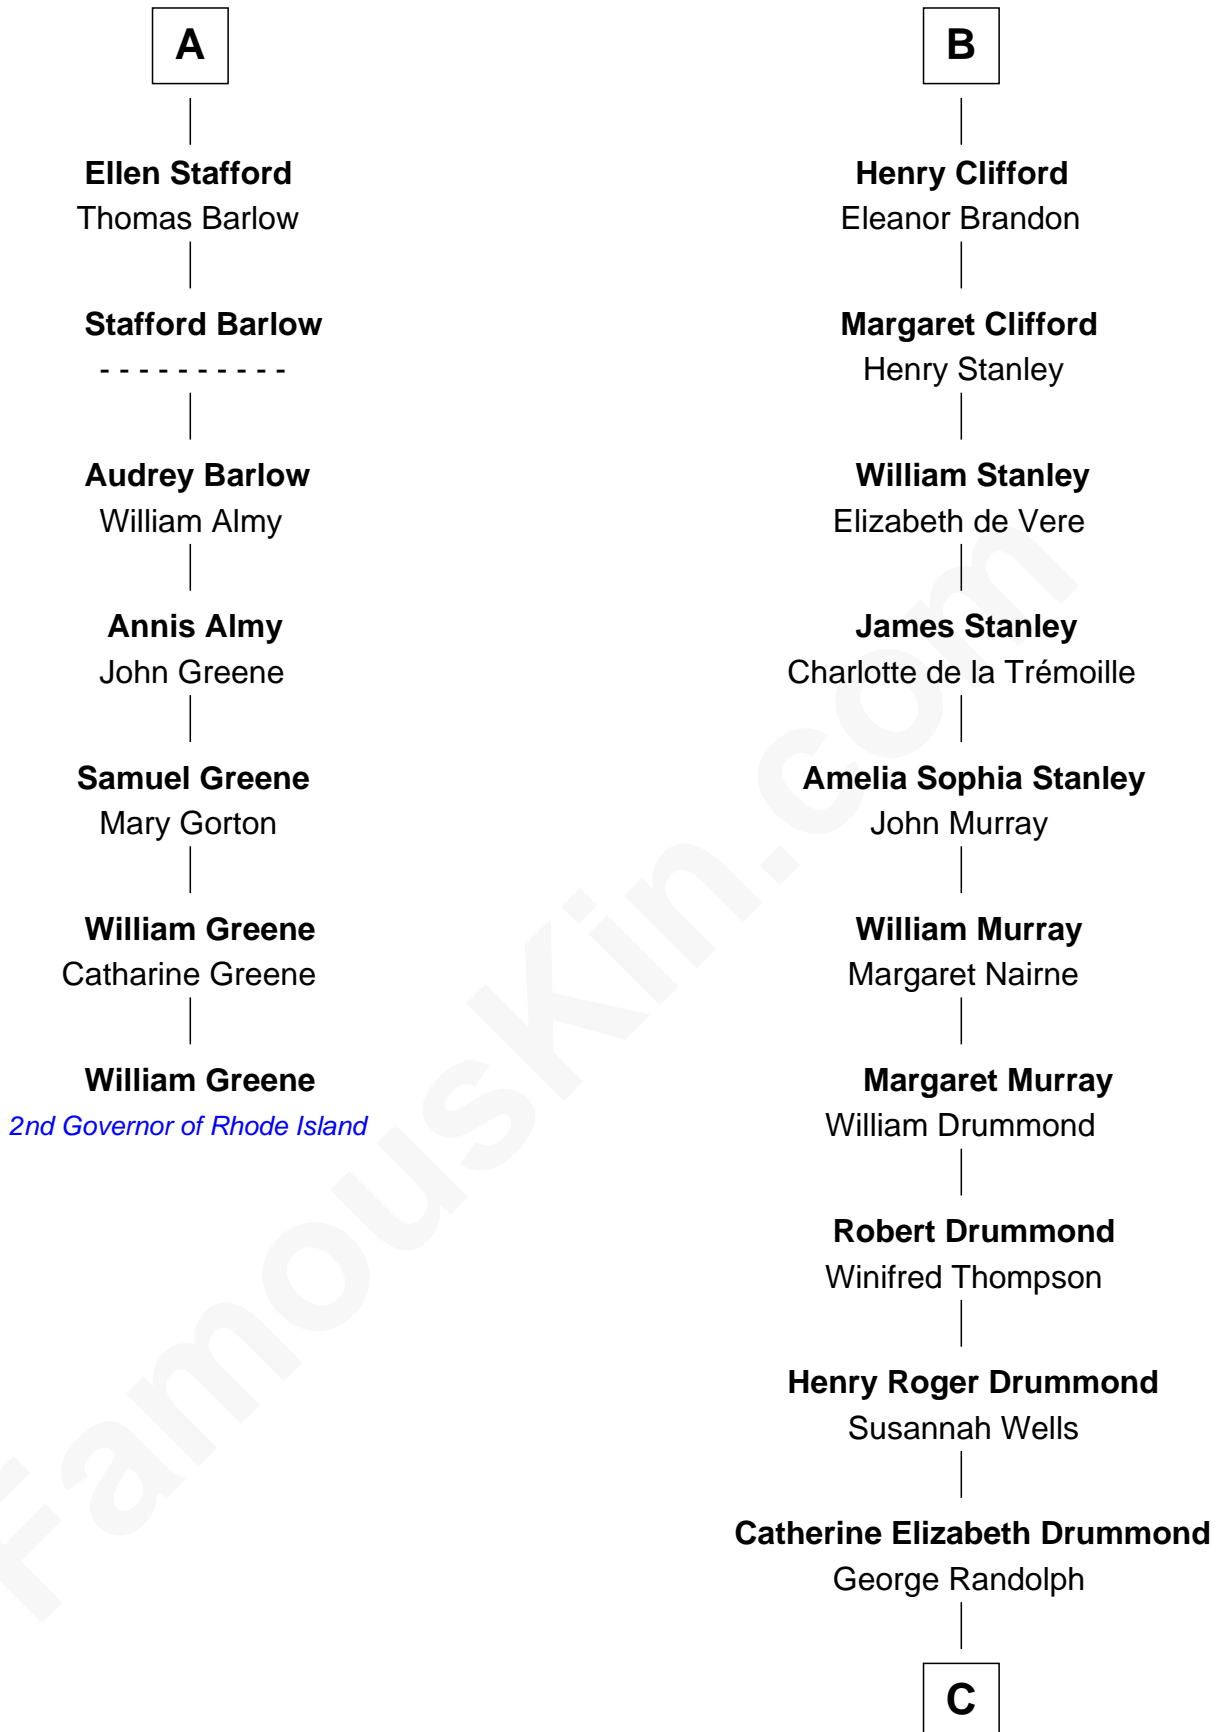 A
Ellen Stafford
Thomas Barlow
Stafford Barlow
- - - - - - - - - -
Audrey Barlow
William Almy
Annis Almy
John Greene
Samuel Greene
Mary Gorton
William Greene
Catharine Greene
William Greene
2nd Governor of Rhode Island
B
Henry Clifford
Eleanor Brandon
Margaret Clifford
Henry Stanley
William Stanley
Elizabeth de Vere
James Stanley
Charlotte de la Trémoille
Amelia Sophia Stanley
John Murray
William Murray
Margaret Nairne
Margaret Murray
William Drummond
Robert Drummond
Winifred Thompson
Henry Roger Drummond
Susannah Wells
Catherine Elizabeth Drummond
George Randolph
C
FamousKin.com